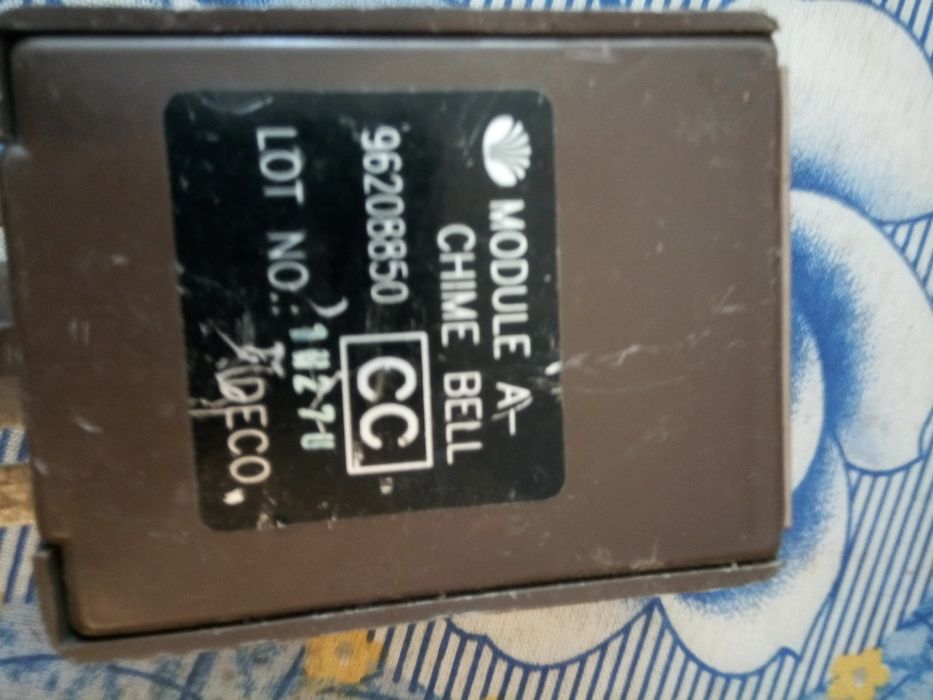 MODULE A-
CHIME BELL
96208850 CC
LOT NO.:
DECO